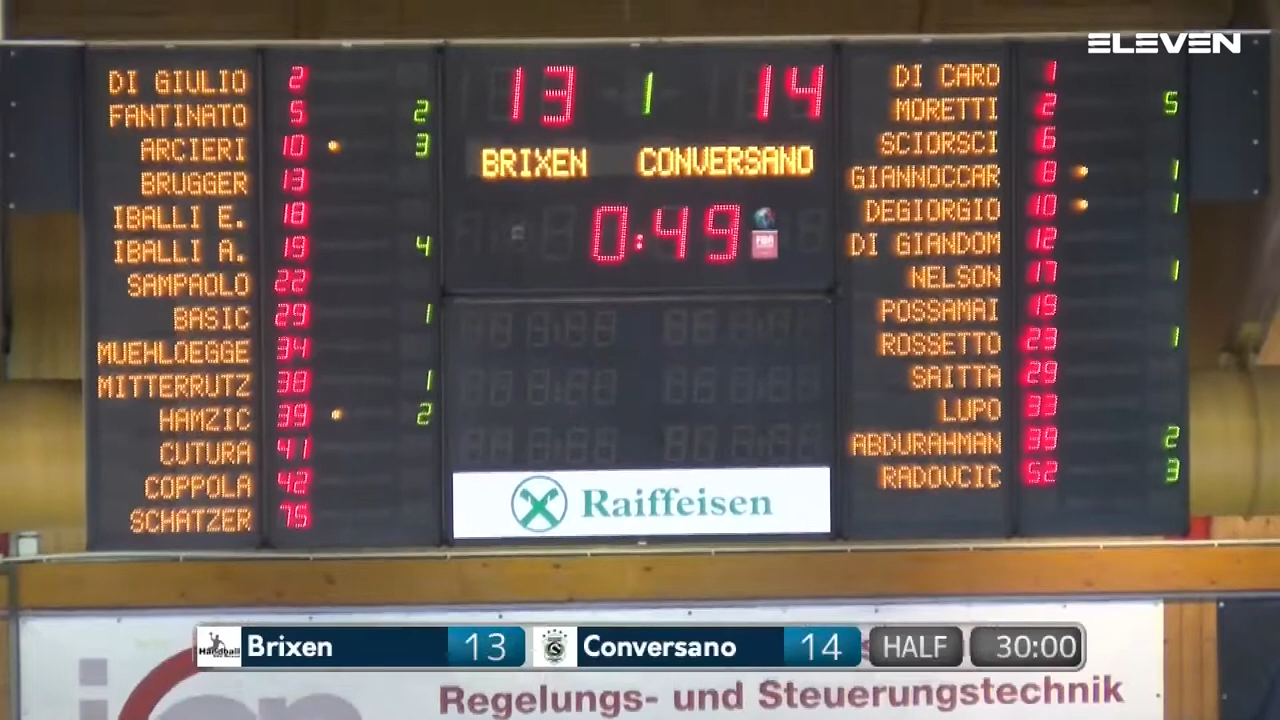 ELEVEN
13 1 14
BRIXEN CONVERSANO
0:49
DI GIULIO 2
FANTINATO 5 2
ARCIERI 10 3
BRUGGER 13
IBALLI E. 18
IBALLI A. 19 4
SAMPAOLO 22
BASIC 29 1
MUEHLOEGGE 34
MITTERRUTZ 38 1
HAMZIC 39 2
CUTURA 41
COPPOLA 42
SCHATZER 75
DI CARO 1
MORETTI 2 5
SCIORSCI 6
GIANNOCCAR 8 1
DEGIORGIO 10 1
DI GIANDOM 12
NELSON 17 1
POSSAMAI 19
ROSSETTO 23 1
SAITTA 29
LUPO 33
ABDURAHMAN 39 2
RADOVCIC 52 3
Raiffeisen
Handball Brixen 13 Conversano 14 HALF 30:00
Regelungs- und Steuerungstechnik